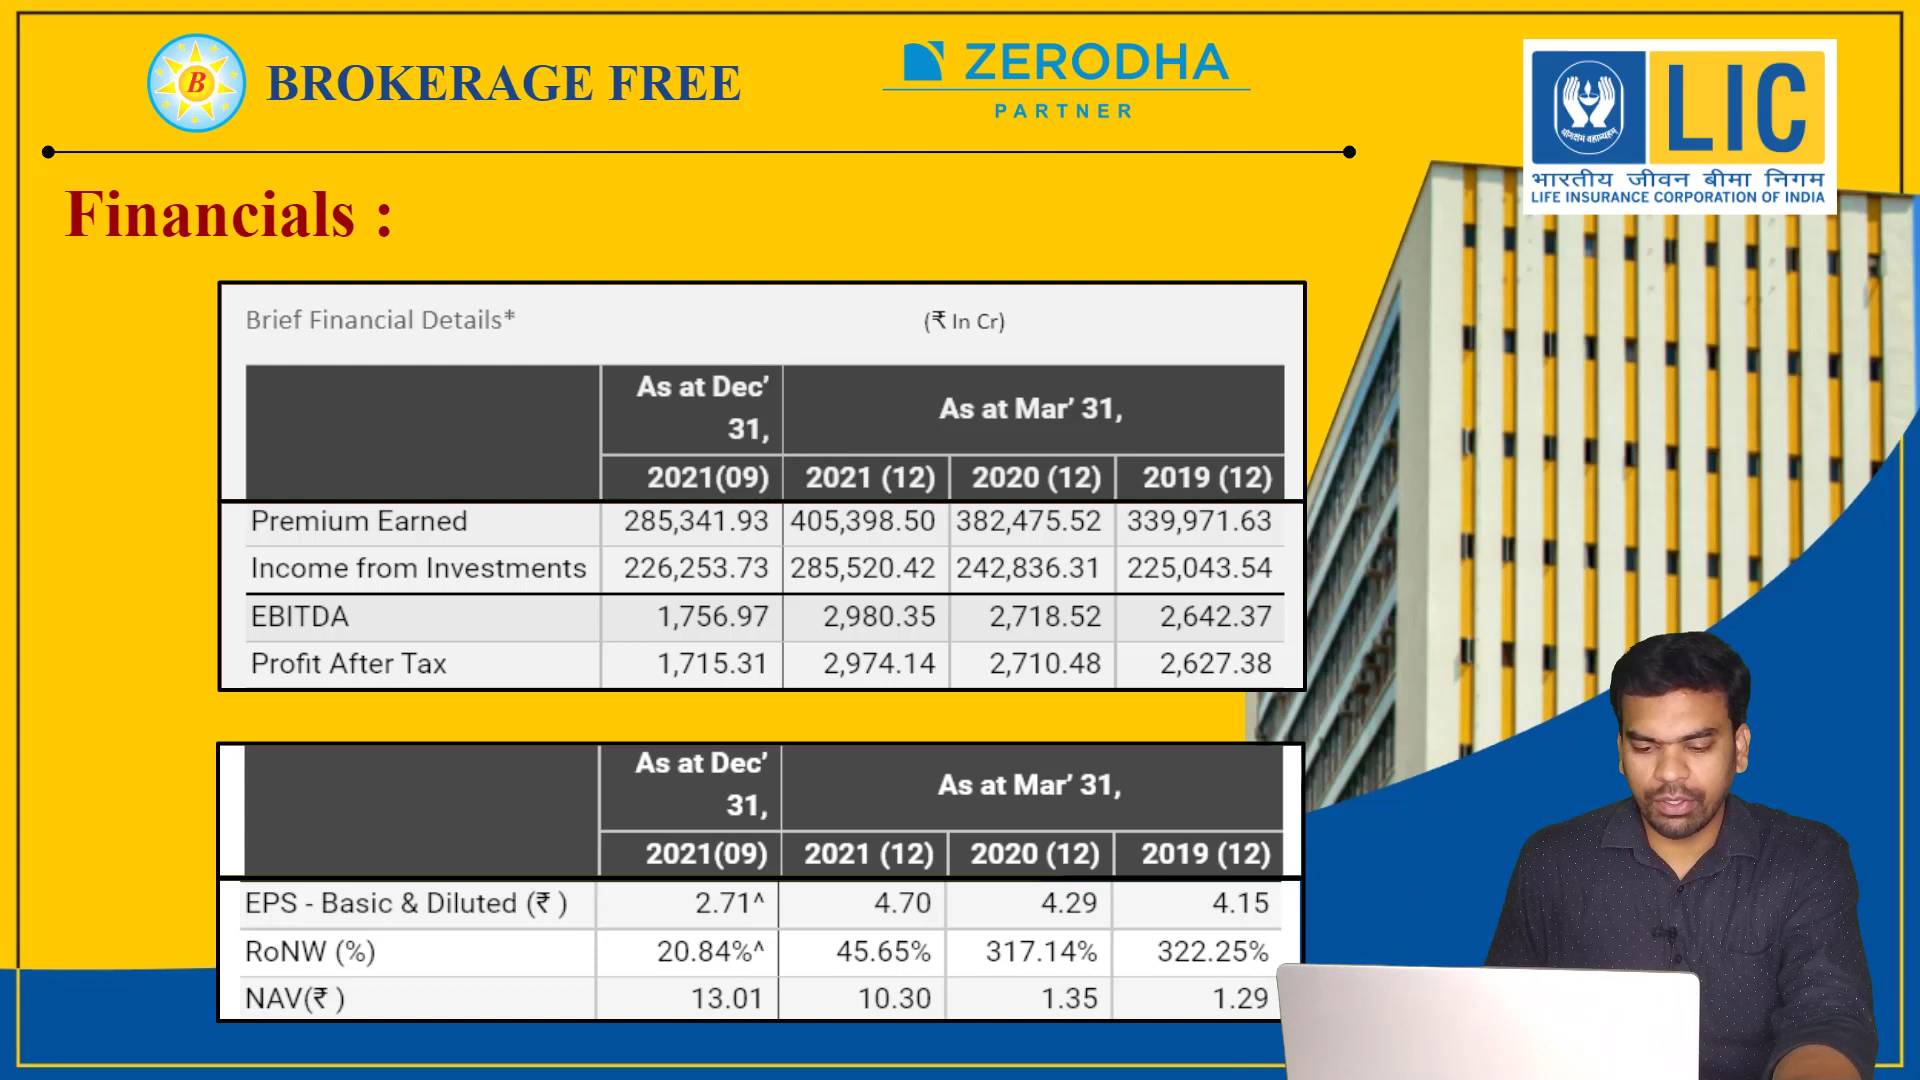 B BROKERAGE FREE
ZERODHA
PARTNER
योगक्षेमं वहाम्यहम्
LIC
भारतीय जीवन बीमा निगम
LIFE INSURANCE CORPORATION OF INDIA
Financials :
Brief Financial Details* (₹ In Cr)
As at Dec’ 31, As at Mar’ 31,
2021(09) 2021 (12) 2020 (12) 2019 (12)
Premium Earned 285,341.93 405,398.50 382,475.52 339,971.63
Income from Investments 226,253.73 285,520.42 242,836.31 225,043.54
EBITDA 1,756.97 2,980.35 2,718.52 2,642.37
Profit After Tax 1,715.31 2,974.14 2,710.48 2,627.38
As at Dec’ 31, As at Mar’ 31,
2021(09) 2021 (12) 2020 (12) 2019 (12)
EPS - Basic & Diluted (₹ ) 2.71^ 4.70 4.29 4.15
RoNW (%) 20.84%^ 45.65% 317.14% 322.25%
NAV(₹ ) 13.01 10.30 1.35 1.29